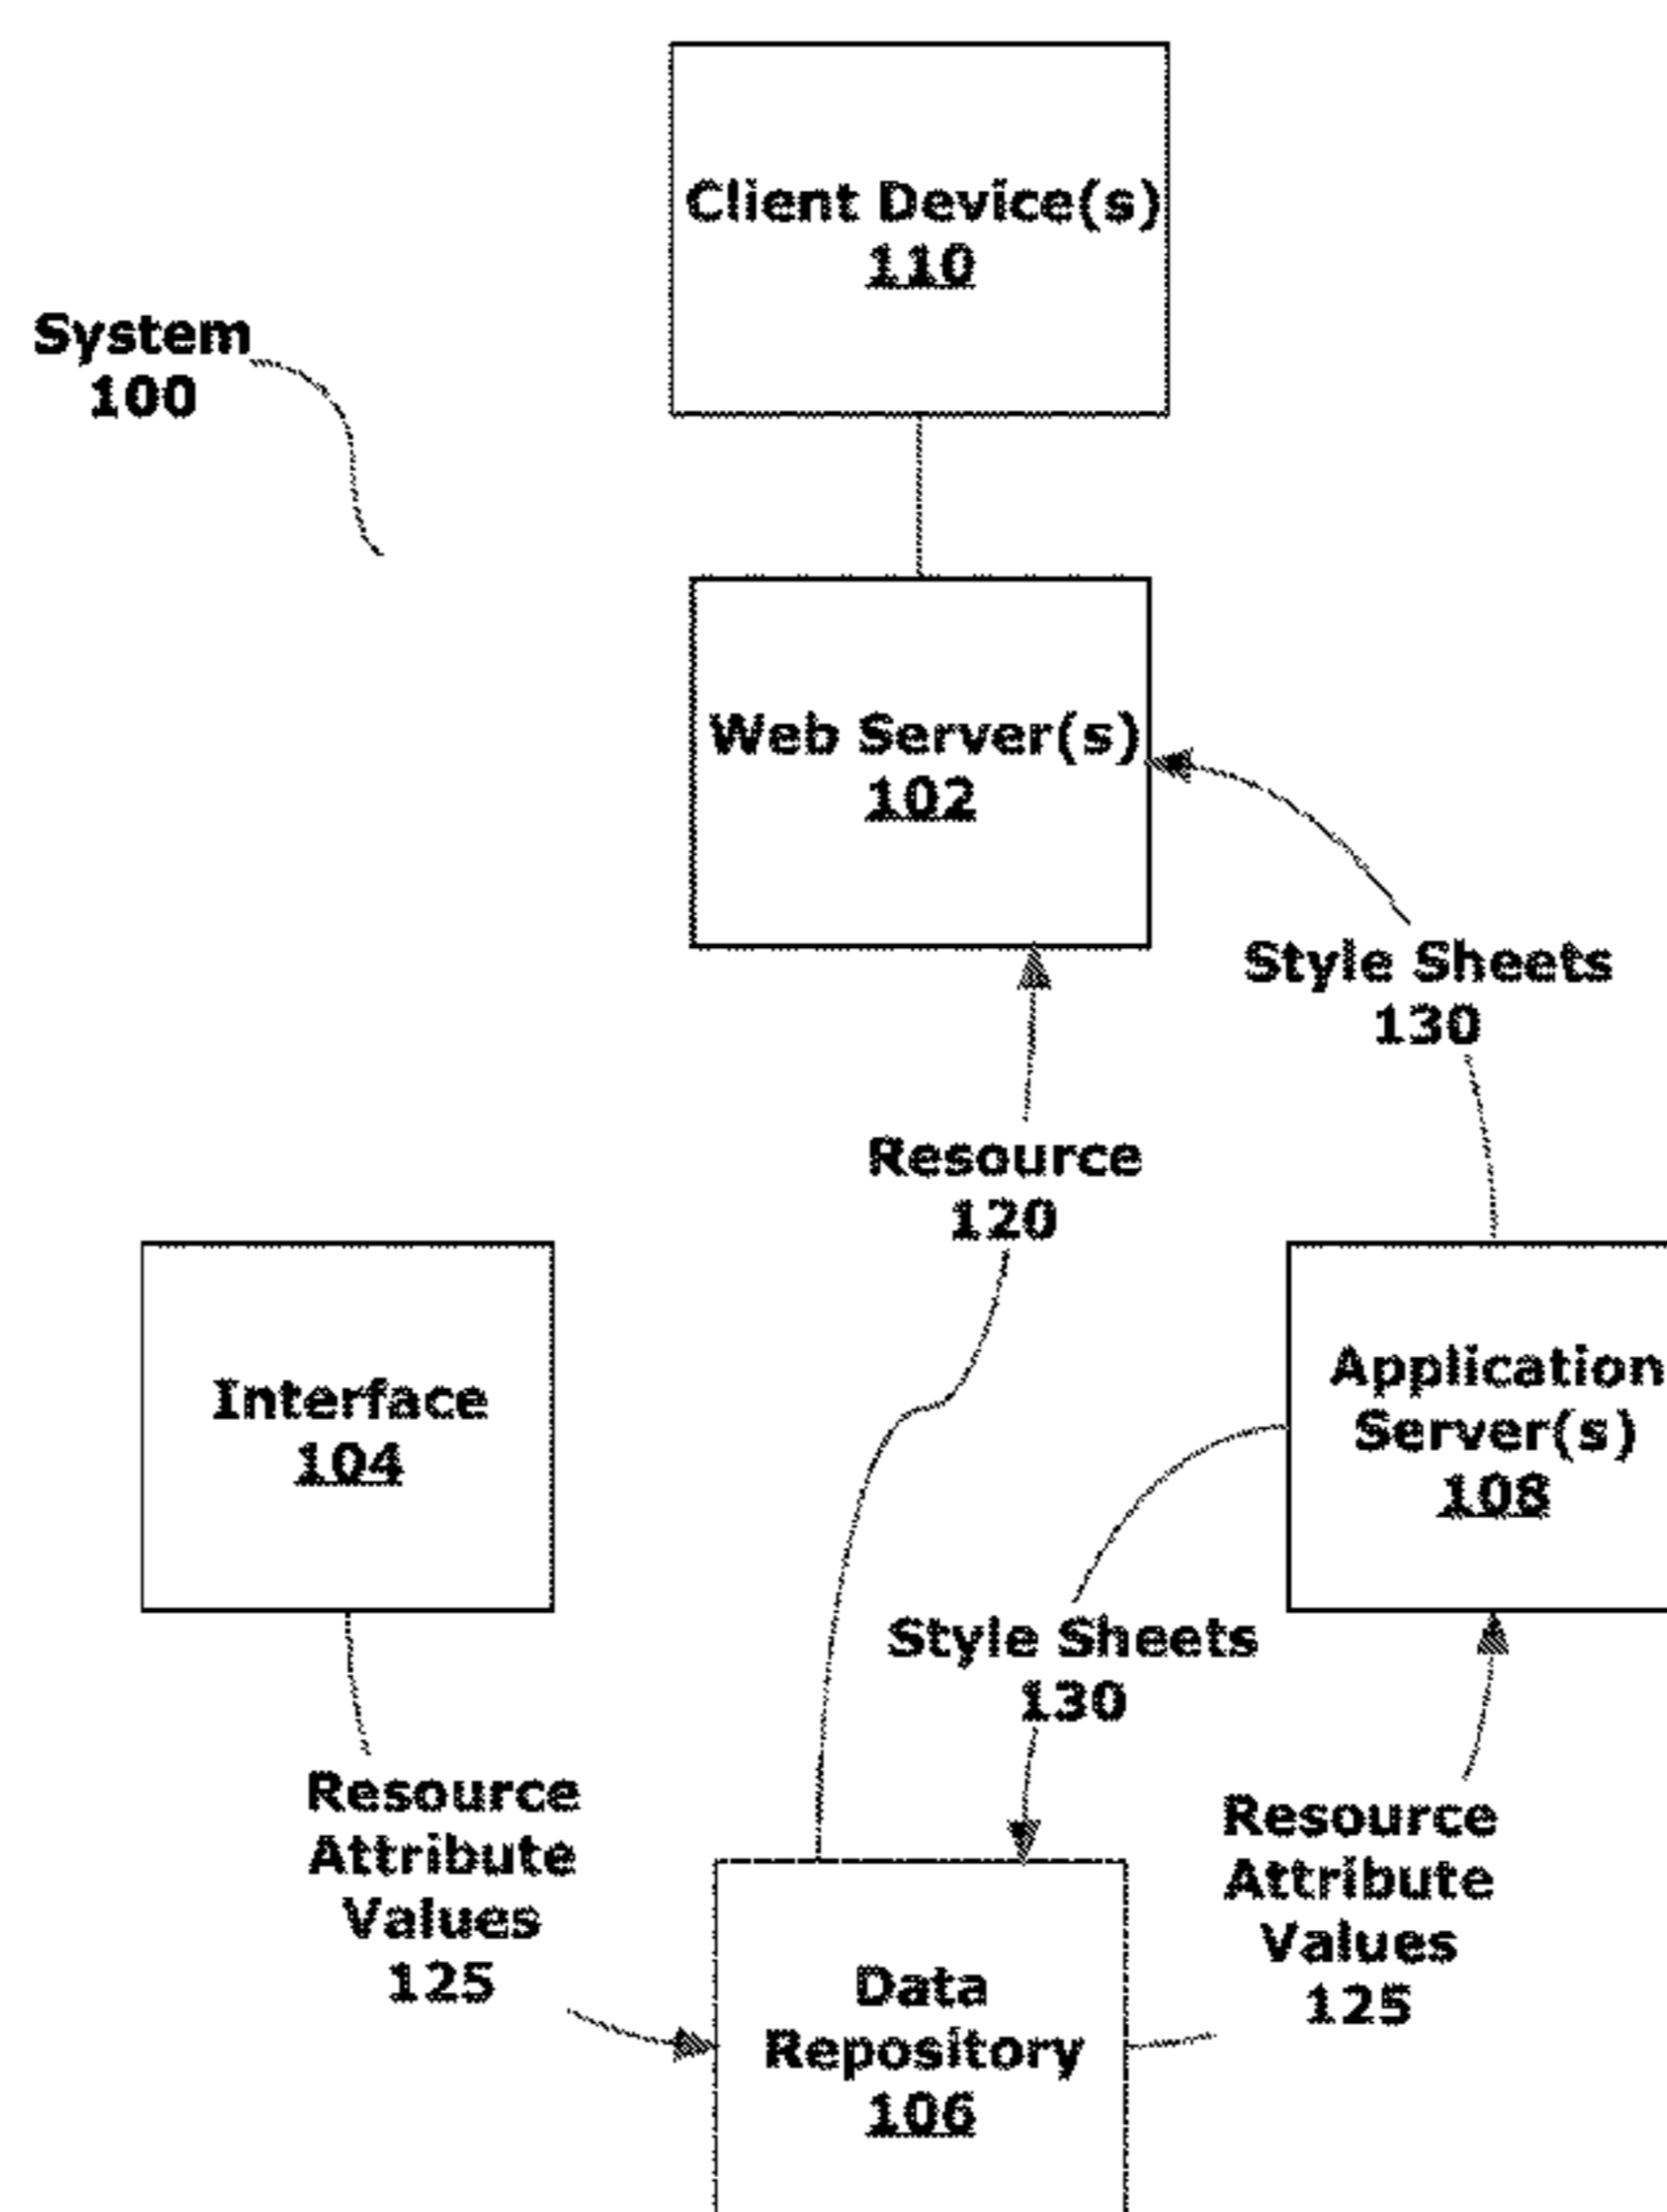 Client Device(s)
110
System
100
Web Server(s)
102
Style Sheets
130
Resource
120
Interface
104
Application
Server(s)
108
Style Sheets
130
Resource
Attribute
Values
125
Resource
Attribute
Values
125
Data
Repository
106